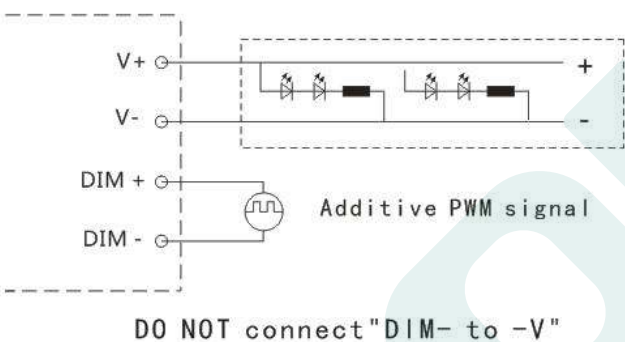 V+
+
V-
-
DIM +
Additive PWM signal
DIM -
DO NOT connect"DIM- to -V"